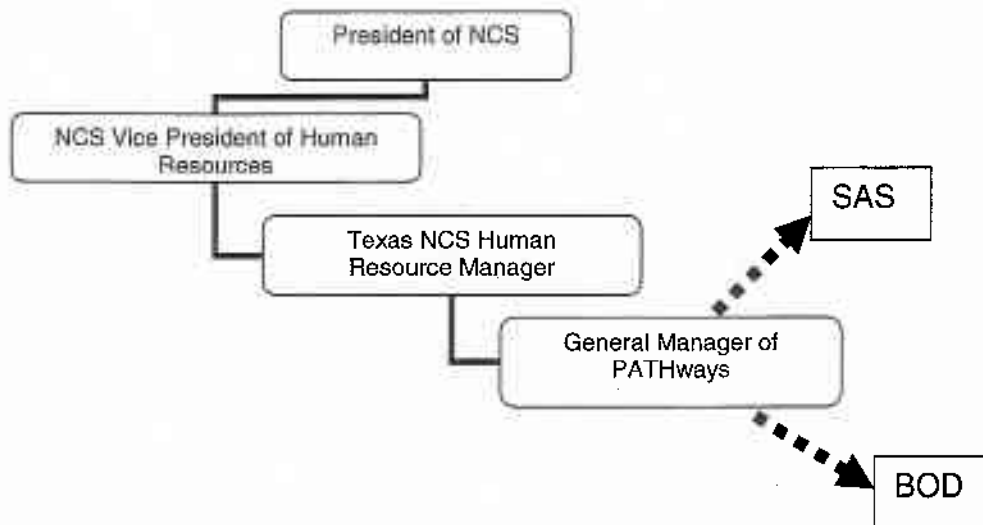 President of NCS
NCS Vice President of Human
Resources
SAS
Texas NCS Human
Resource Manager
General Manager of
PATHways
BOD